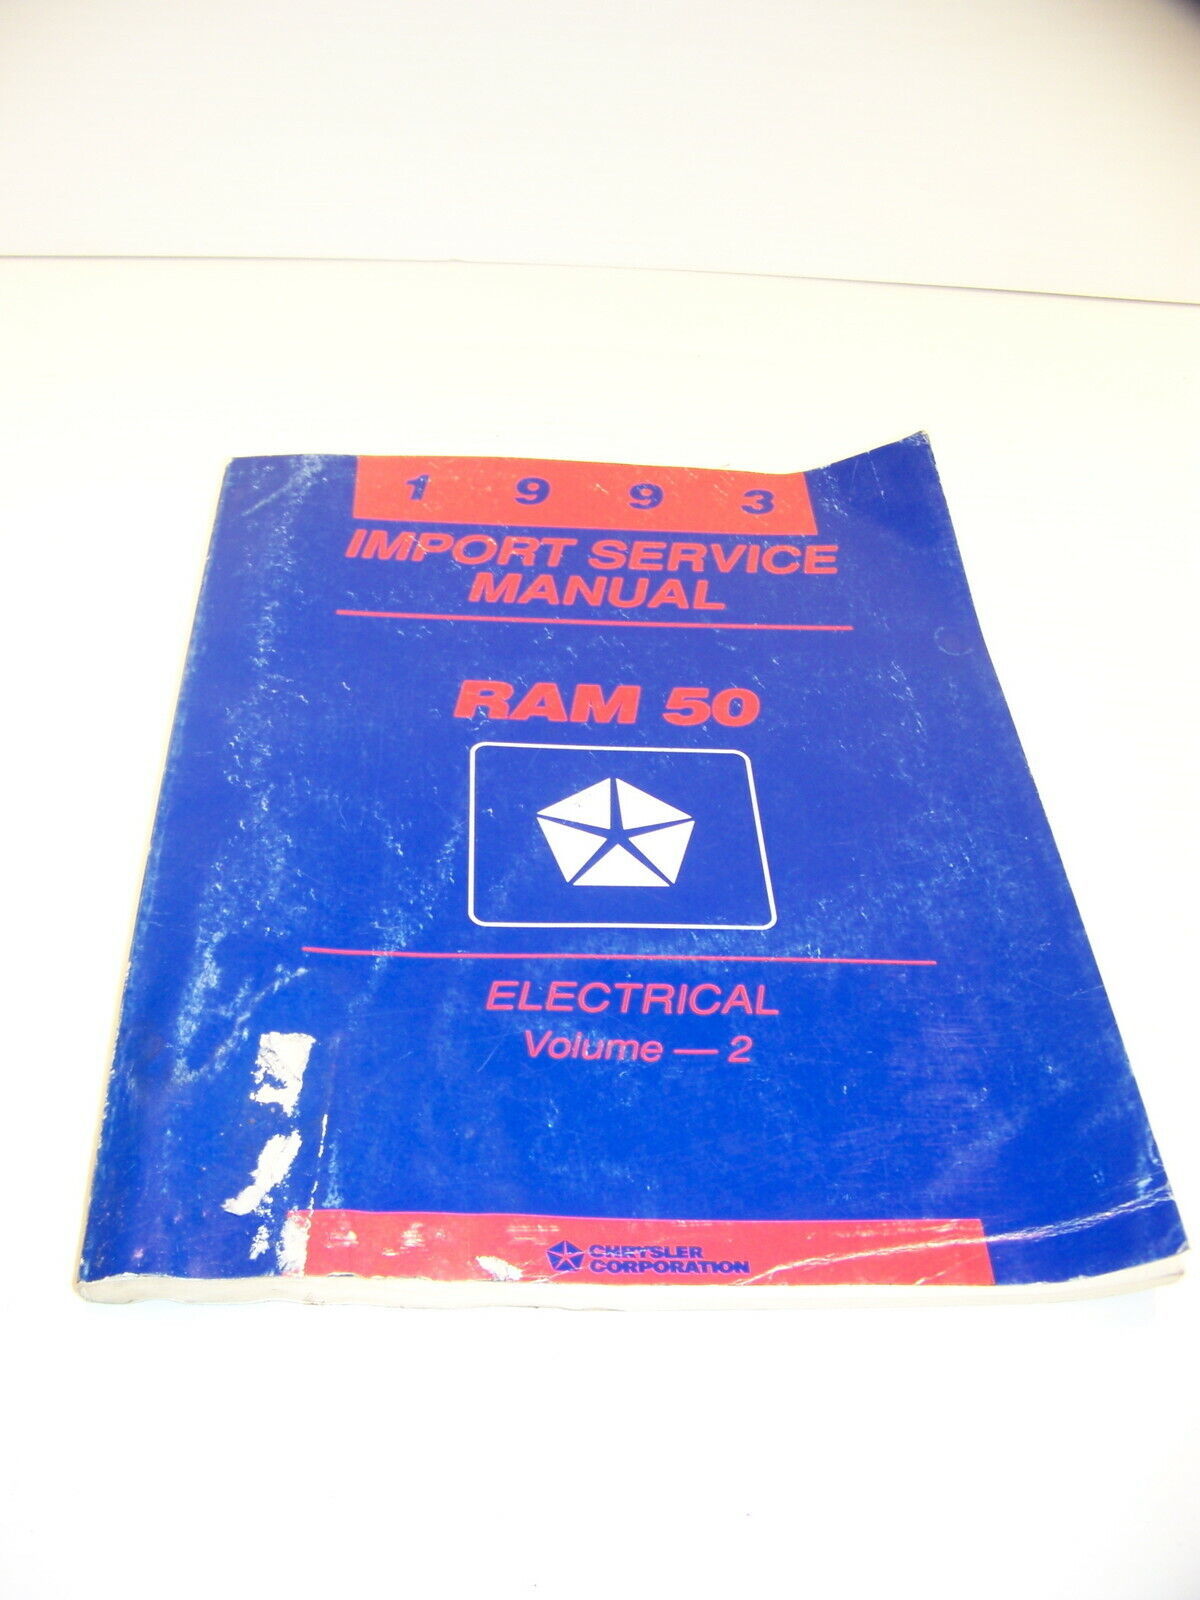 1 9 9 3
IMPORT SERVICE
MANUAL
RAM 50
ELECTRICAL
Volume — 2
CHRYSLER
CORPORATION